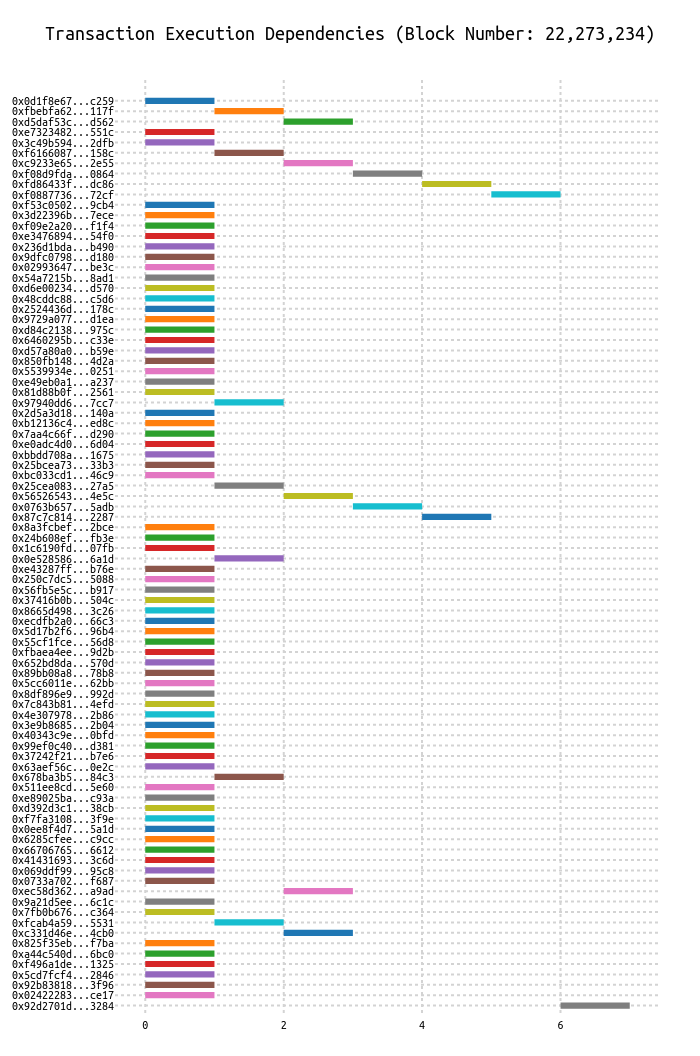 Transaction Execution Dependencies (Block Number: 22,273,234)
0x0d1f8e67...c259
0xfbebfa62...117f
0xd5daf53c...d562
0xe7323482...551c
0x3c49b594...2dfb
0xf6166087...158c
0xc9233e65...2e55
0xf08d9fda...0864
0xfd86433f...dc86
0xf0887736...72cf
0xf53c0502...9cb4
0x3d22396b...7ece
0xf09e2a20...f1f4
0xe3476894...54f0
0x236d1bda...b490
0x9dfc0798...d180
0x02993647...be3c
0x54a7215b...8ad1
0xd6e00234...d570
0x48cddc88...c5d6
0x2524436d...178c
0x9729a077...d1ea
0xd84c2138...975c
0x6460295b...c33e
0xd57a80a0...b59e
0x850fb148...4d2a
0x5539934e...0251
0xe49eb0a1...a237
0x81d88b0f...2561
0x97940dd6...7cc7
0x2d5a3d18...140a
0xb12136c4...ed8c
0x7aa4c66f...d290
0xe0adc4d0...6d04
0xbbdd708a...1675
0x25bcea73...33b3
0xbc033cd1...46c9
0x25cea083...27a5
0x56526543...4e5c
0x0763b657...5adb
0x87c7c814...2287
0x8a3fcbef...2bce
0x24b608ef...fb3e
0x1c6190fd...07fb
0x0e528586...6a1d
0xe43287ff...b76e
0x250c7dc5...5088
0x56fb5e5c...b917
0x37416b0b...504c
0x8665d498...3c26
0xecdfb2a0...66c3
0x5d17b2f6...96b4
0x55cf1fce...56d8
0xfbaea4ee...9d2b
0x652bd8da...570d
0x89bb08a8...78b8
0x5cc6011e...62bb
0x8df896e9...992d
0x7c843b81...4efd
0x4e307978...2b86
0x3e9b8685...2b04
0x40343c9e...0bfd
0x99ef0c40...d381
0x37242f21...b7e6
0x63aef56c...0e2c
0x678ba3b5...84c3
0x511ee8cd...5e60
0xe89025ba...c93a
0xd392d3c1...38cb
0xf7fa3108...3f9e
0x0ee8f4d7...5a1d
0x6285cfee...c9cc
0x66706765...6612
0x41431693...3c6d
0x069ddf99...95c8
0x0733a702...f687
0xec58d362...a9ad
0x9a21d5ee...6c1c
0x7fb0b676...c364
0xfcab4a59...5531
0xc331d46e...4cb0
0x825f35eb...f7ba
0xa44c540d...6bc0
0xf496a1de...1325
0x5cd7fcf4...2846
0x92b83818...3f96
0x02422283...ce17
0x92d2701d...3284
0 2 4 6